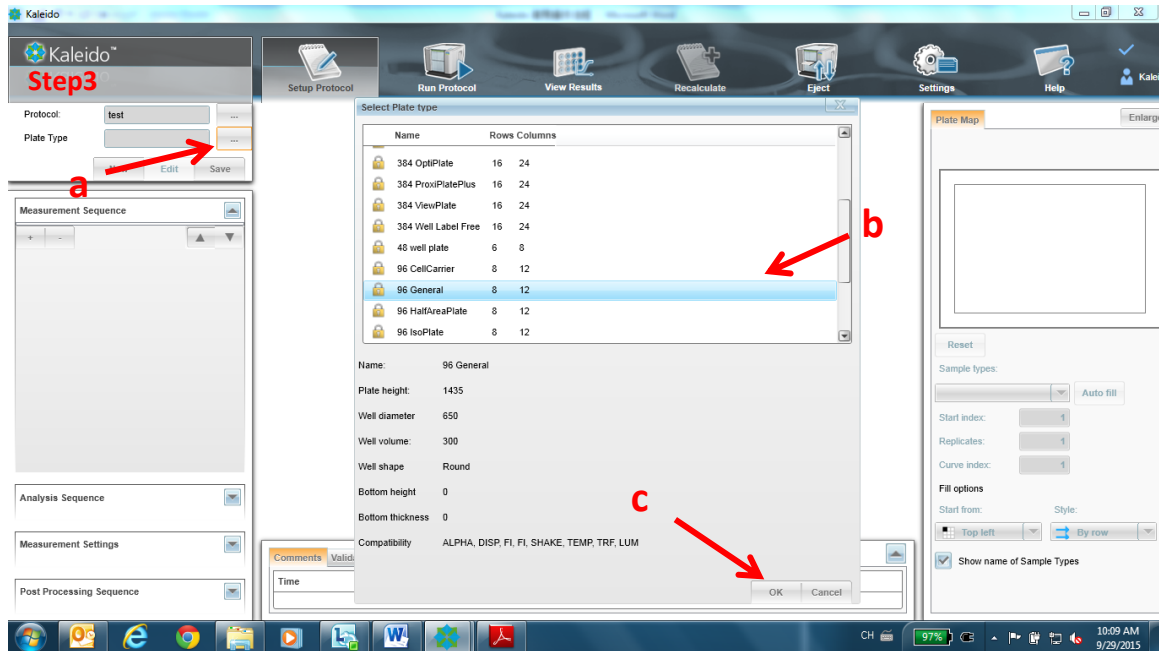 Kaleido
Kaleido™
Step3
Setup Protocol
Run Protocol
View Results
Recalculate
Eject
Settings
Help
Kalei
Protocol:
test
...
Plate Type
...
Edit
Save
a
Measurement Sequence
+ -
Analysis Sequence
Measurement Settings
Post Processing Sequence
Select Plate type
Name Rows Columns
384 OptiPlate 16 24
384 ProxiPlatePlus 16 24
384 ViewPlate 16 24
384 Well Label Free 16 24
48 well plate 6 8
96 CellCarrier 8 12
96 General 8 12
96 HalfAreaPlate 8 12
96 IsoPlate 8 12
b
Name: 96 General
Plate height: 1435
Well diameter 650
Well volume: 300
Well shape Round
Bottom height 0
Bottom thickness 0
Compatibility ALPHA, DISP, FI, FI, SHAKE, TEMP, TRF, LUM
c
OK
Cancel
Comments
Valida
Time
Plate Map
Enlarg
Reset
Sample types:
Auto fill
Start index: 1
Replicates: 1
Curve index: 1
Fill options
Start from: Style:
Top left
By row
Show name of Sample Types
CH
97%
10:09 AM
9/29/2015